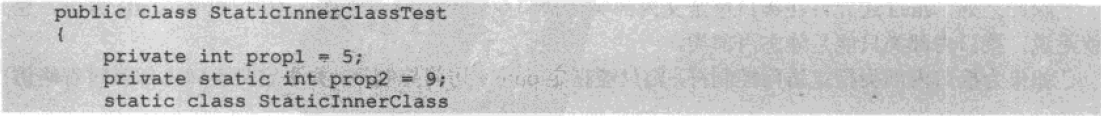 public class StaticInnerClassTest
{
private int prop1 = 5;
private static int prop2 = 9;
static class StaticInnerClass